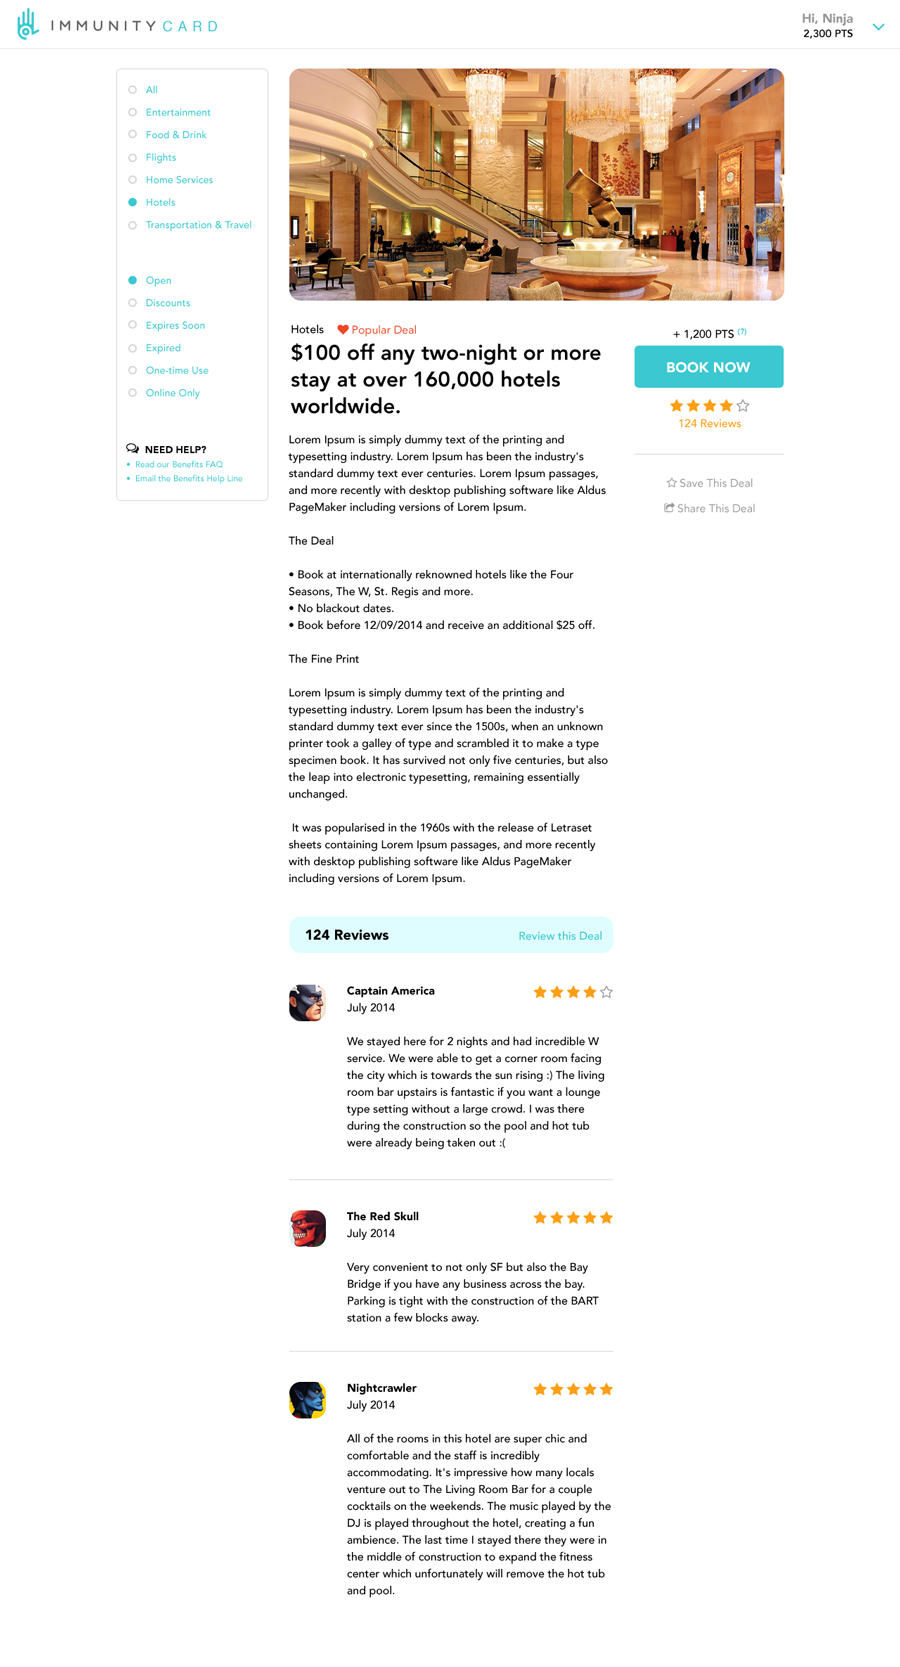 IMMUNITY CARD
Hi, Ninja
2,300 PTS
All
Entertainment
Food & Drink
Flights
Home Services
Hotels
Transportation & Travel
Open
Discounts
Expires Soon
Expired
One-time Use
Online Only
NEED HELP?
• Read our Benefits FAQ
• Email the Benefits Help Line
Hotels
Popular Deal
$100 off any two-night or more
stay at over 160,000 hotels
worldwide.
Lorem Ipsum is simply dummy text of the printing and
typesetting industry. Lorem Ipsum has been the industry's
standard dummy text ever centuries. Lorem Ipsum passages,
and more recently with desktop publishing software like Aldus
PageMaker including versions of Lorem Ipsum.
The Deal
• Book at internationally reknowned hotels like the Four
Seasons, The W, St. Regis and more.
• No blackout dates.
• Book before 12/09/2014 and receive an additional $25 off.
The Fine Print
Lorem Ipsum is simply dummy text of the printing and
typesetting industry. Lorem Ipsum has been the industry's
standard dummy text ever since the 1500s, when an unknown
printer took a galley of type and scrambled it to make a type
specimen book. It has survived not only five centuries, but also
the leap into electronic typesetting, remaining essentially
unchanged.
It was popularised in the 1960s with the release of Letraset
sheets containing Lorem Ipsum passages, and more recently
with desktop publishing software like Aldus PageMaker
including versions of Lorem Ipsum.
+ 1,200 PTS (?)
BOOK NOW
124 Reviews
Save This Deal
Share This Deal
124 Reviews
Review this Deal
Captain America
July 2014
We stayed here for 2 nights and had incredible W
service. We were able to get a corner room facing
the city which is towards the sun rising :) The living
room bar upstairs is fantastic if you want a lounge
type setting without a large crowd. I was there
during the construction so the pool and hot tub
were already being taken out :(
The Red Skull
July 2014
Very convenient to not only SF but also the Bay
Bridge if you have any business across the bay.
Parking is tight with the construction of the BART
station a few blocks away.
Nightcrawler
July 2014
All of the rooms in this hotel are super chic and
comfortable and the staff is incredibly
accommodating. It's impressive how many locals
venture out to The Living Room Bar for a couple
cocktails on the weekends. The music played by the
DJ is played throughout the hotel, creating a fun
ambience. The last time I stayed there they were in
the middle of construction to expand the fitness
center which unfortunately will remove the hot tub
and pool.